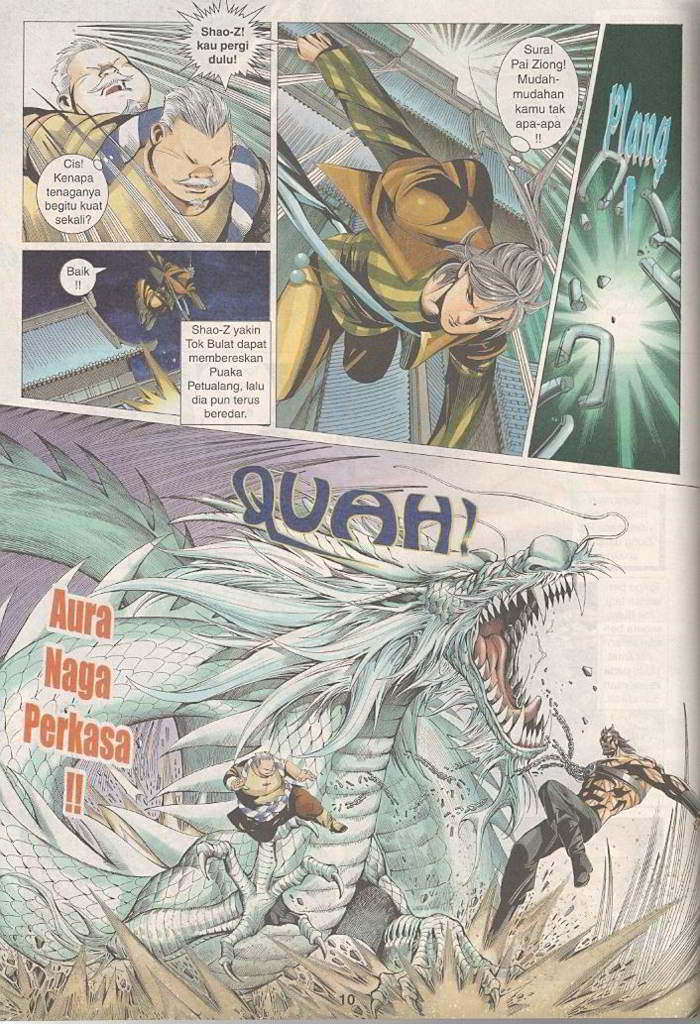 Shao-Z!
kau pergi
dulu!
Cis!
Kenapa
tenaganya
begitu kuat
sekali?
Baik
!!
Shao-Z yakin
Tok Bulat dapat
membereskan
Puaka
Petualang, lalu
dia pun terus
beredar.
Sura!
Pai Ziong!
Mudah-
mudahan
kamu tak
apa-apa
!!
Plang
!
QUAH!
Aura
Naga
Perkasa
!!
10